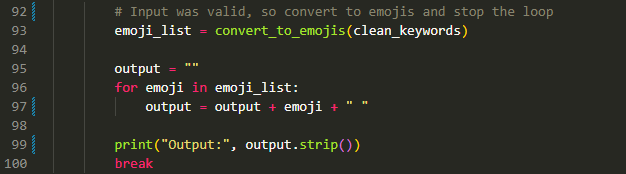 92 # Input was valid, so convert to emojis and stop the loop
93 emoji_list = convert_to_emojis(clean_keywords)
94
95 output = ""
96 for emoji in emoji_list:
97 output = output + emoji + " "
98
99 print("Output:", output.strip())
100 break